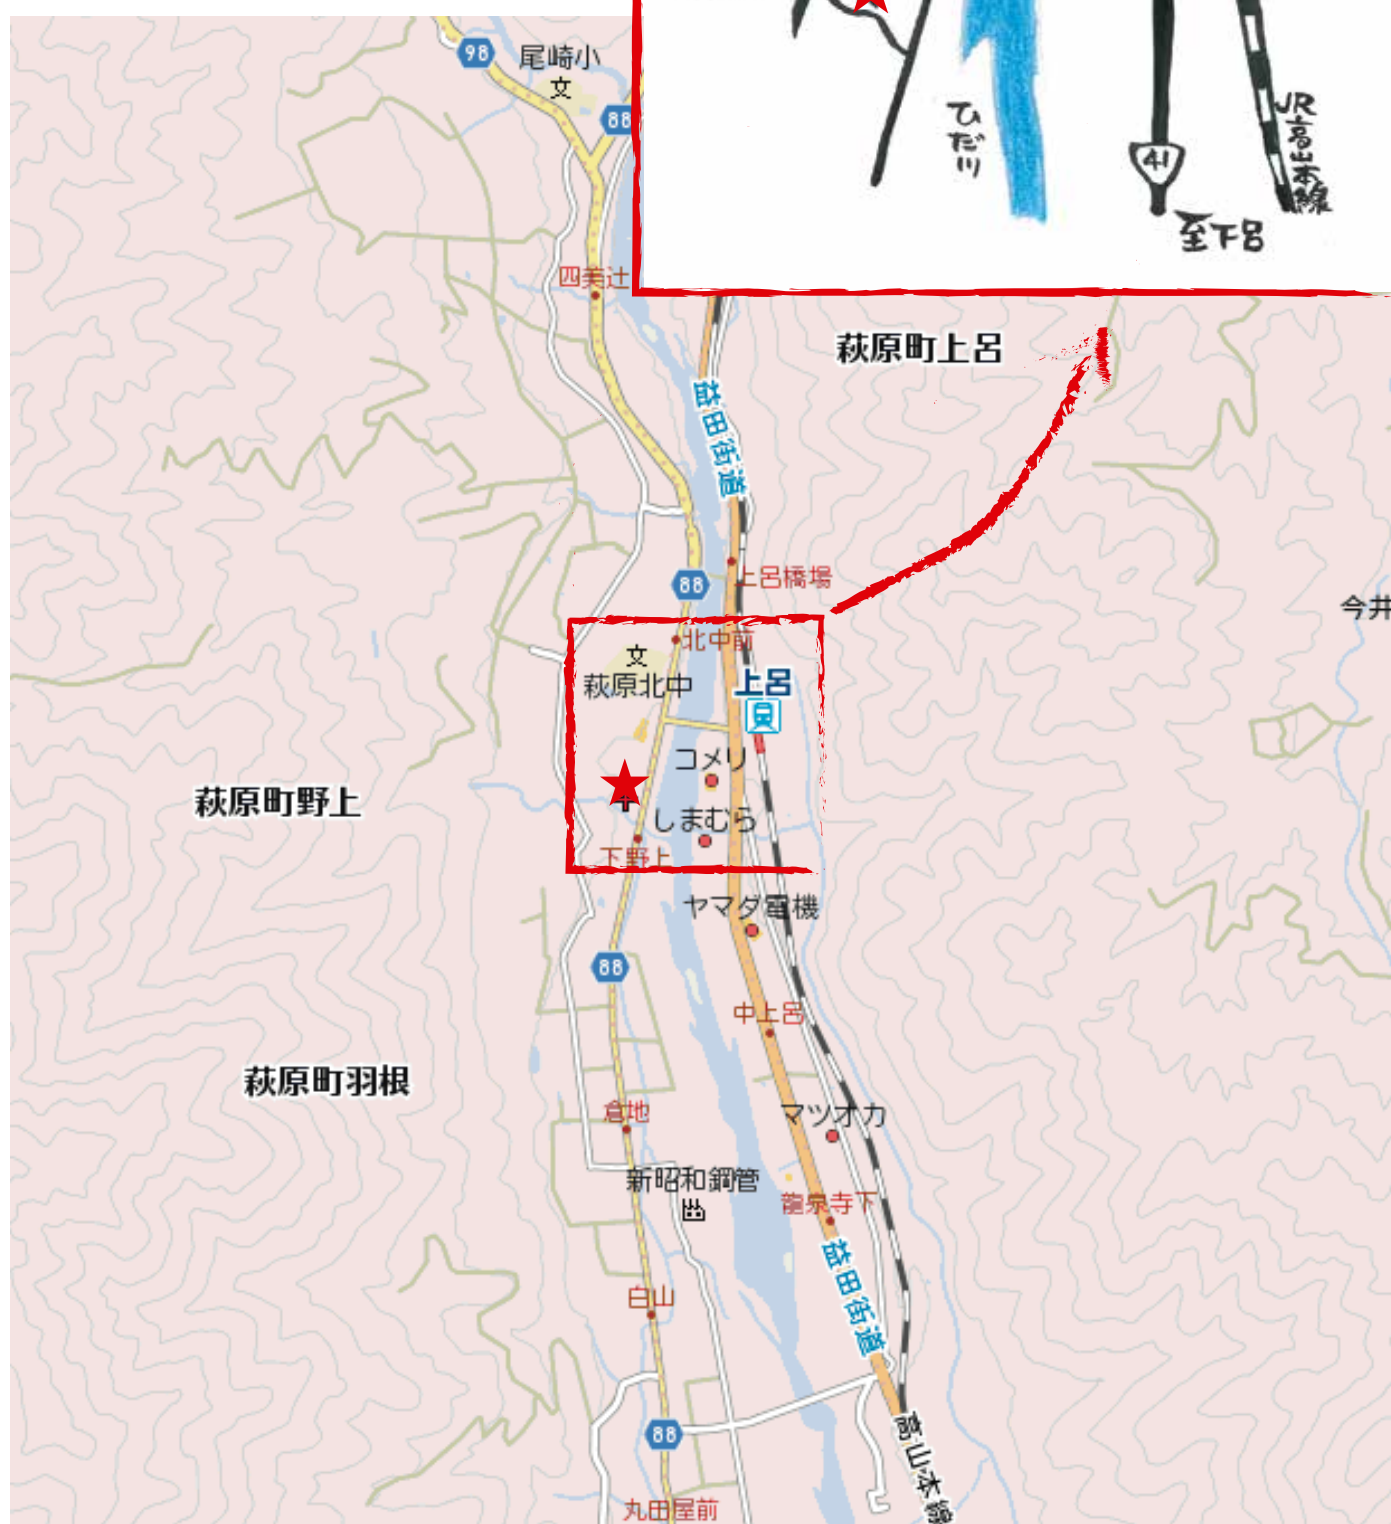 98
尾崎小
文
88
ひだ川
41
JR高山本線
至下呂
四美辻
萩原町上呂
益田街道
上呂橋場
88
今井
北中前
文
萩原北中
上呂
コメリ
萩原町野上
しまむら
下野上
ヤマダ電機
88
中上呂
萩原町羽根
倉地
マツオカ
新昭和鋼管
龍泉寺下
益田街道
白山
88
高山本線
丸田屋前